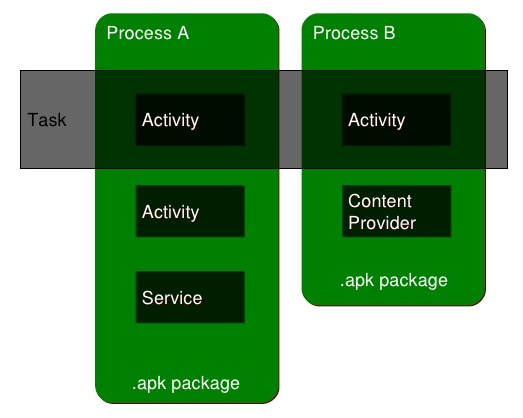 Process A
Process B
Task
Activity
Activity
Activity
Content
Provider
Service
.apk package
.apk package